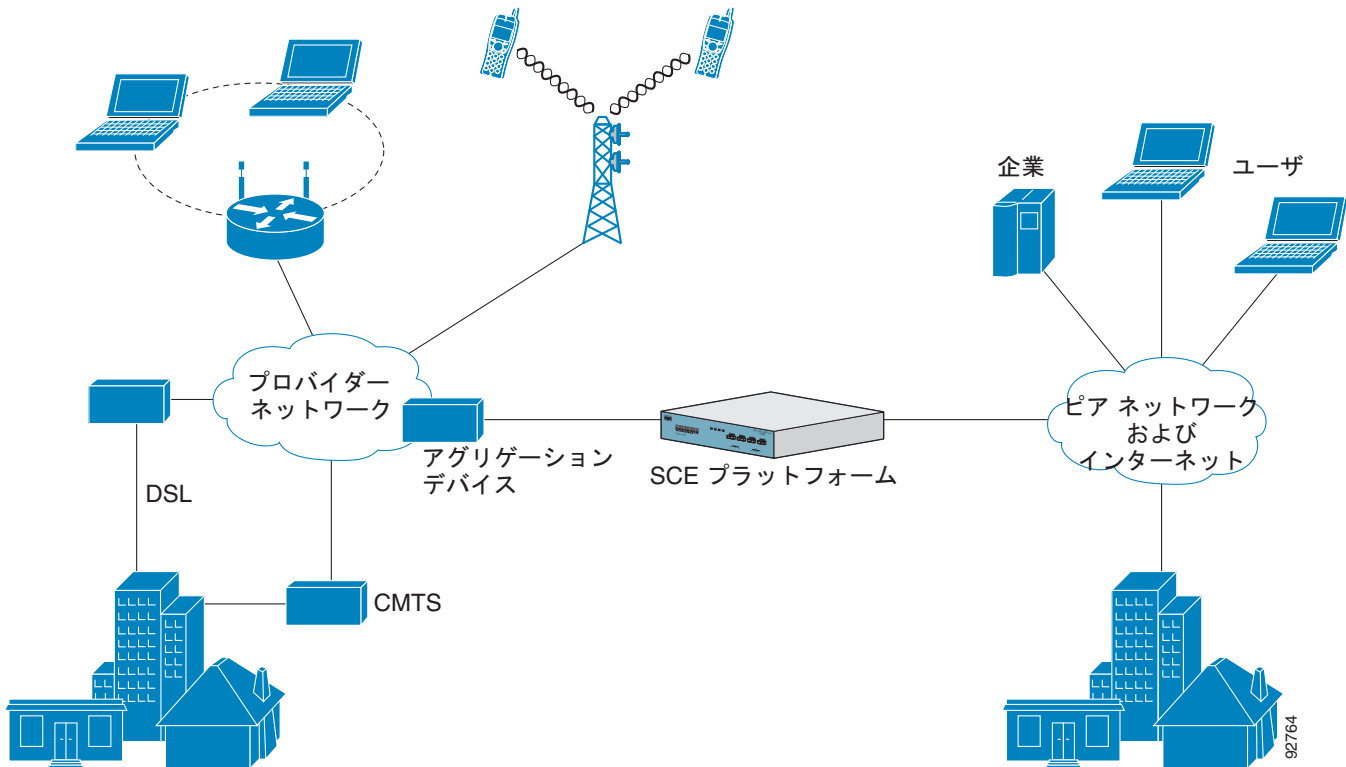 企業
ユーザ
プロバイダー
ネットワーク
アグリゲーション
デバイス
SCE プラットフォーム
ピア ネットワーク
および
インターネット
DSL
CMTS
92764